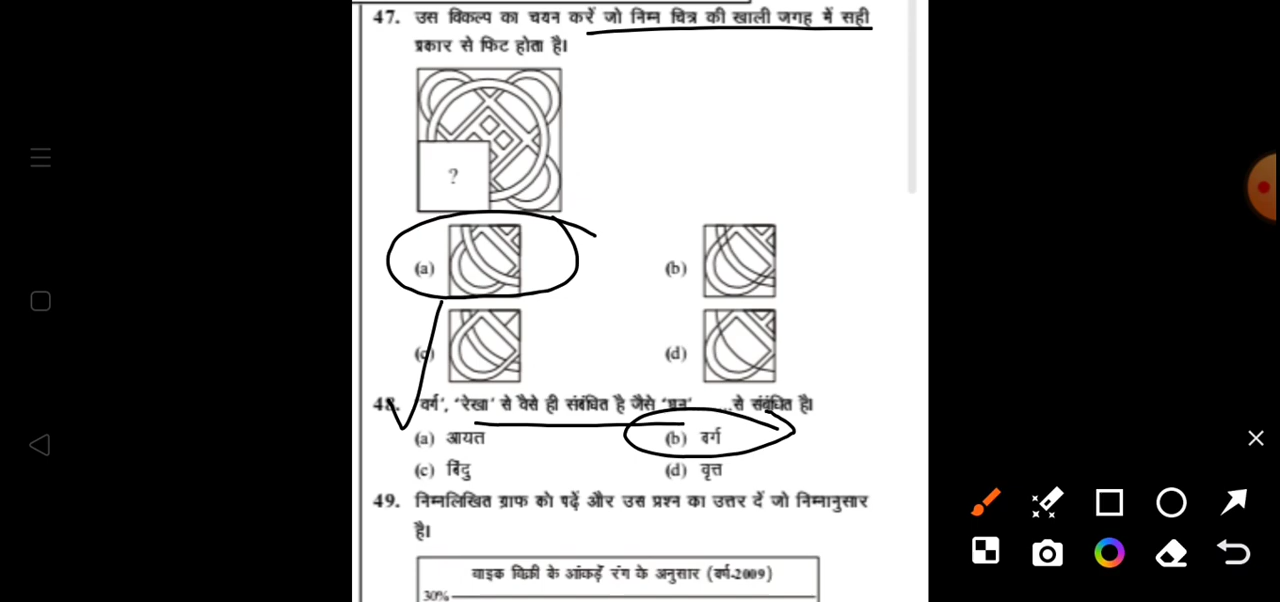 47. उस विकल्प का चयन करें जो निम्न चित्र की खाली जगह में सही
प्रकार से फिट होता है।
?
(a)
(b)
(c)
(d)
48. 'वर्ग', 'रेखा' से वैसे ही संबंधित है जैसे 'घन' .....से संबंधित है।
(a) आयत
(b) वर्ग
(c) बिंदु
(d) वृत्त
49. निम्नलिखित ग्राफ को पढ़ें और उस प्रश्न का उत्तर दें जो निम्नानुसार
है।
बाइक विक्री के आंकड़ें रंग के अनुसार (वर्ष-2009)
30%